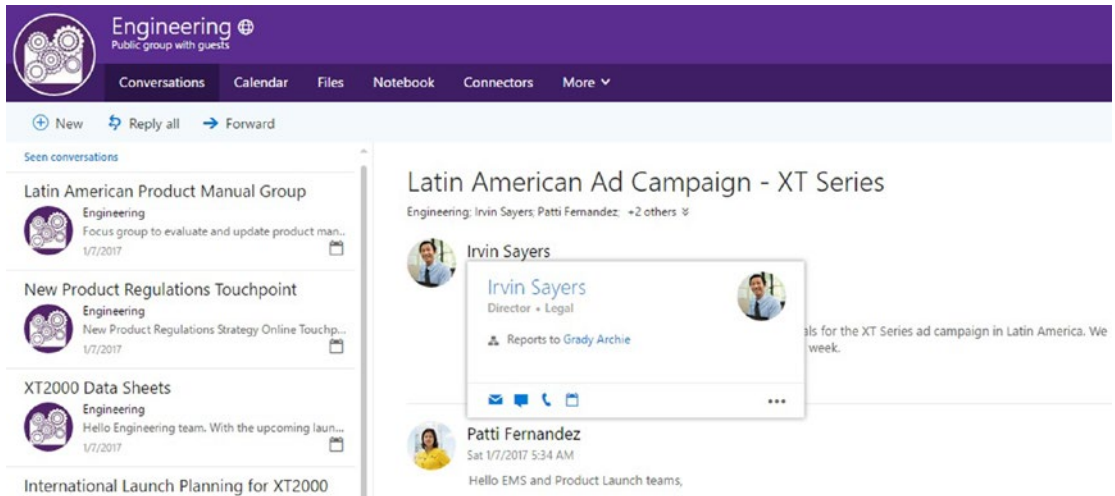 Engineering
Public group with guests
Conversations Calendar Files Notebook Connectors More
New Reply all Forward
Seen conversations
Latin American Product Manual Group
Engineering
Focus group to evaluate and update product man..
1/7/2017
New Product Regulations Touchpoint
Engineering
New Product Regulations Strategy Online Touchp...
1/7/2017
XT2000 Data Sheets
Engineering
Hello Engineering team. With the upcoming laun...
1/7/2017
International Launch Planning for XT2000
Latin American Ad Campaign - XT Series
Engineering; Irvin Sayers; Patti Fernandez; +2 others
Irvin Sayers
Irvin Sayers
Director • Legal
Reports to Grady Archie
als for the XT Series ad campaign in Latin America. We
week.
Patti Fernandez
Sat 1/7/2017 5:34 AM
Hello EMS and Product Launch teams,